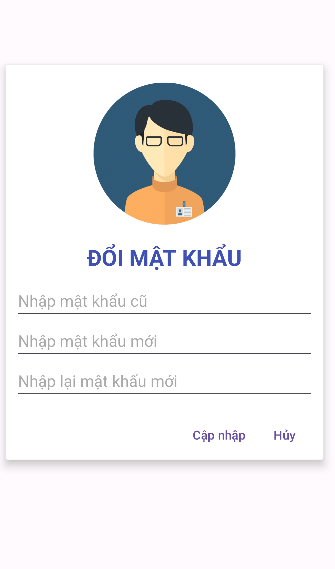 ĐỔI MẬT KHẨU
Nhập mật khẩu cũ
Nhập mật khẩu mới
Nhập lại mật khẩu mới
Cập nhập
Hủy